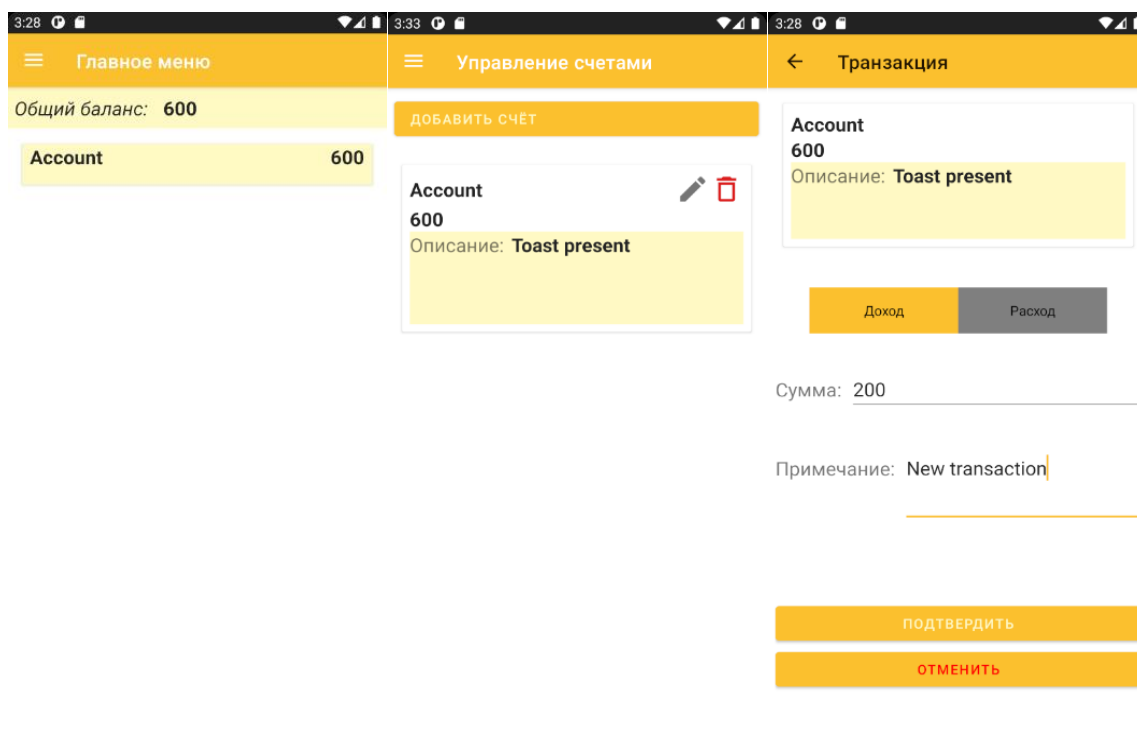 3:28
Главное меню
Общий баланс: 600
Account 600
3:33
Управление счетами
ДОБАВИТЬ СЧЁТ
Account
600
Описание: Toast present
3:28
Транзакция
Account
600
Описание: Toast present
Доход Расход
Сумма: 200
Примечание: New transaction
ПОДТВЕРДИТЬ
ОТМЕНИТЬ